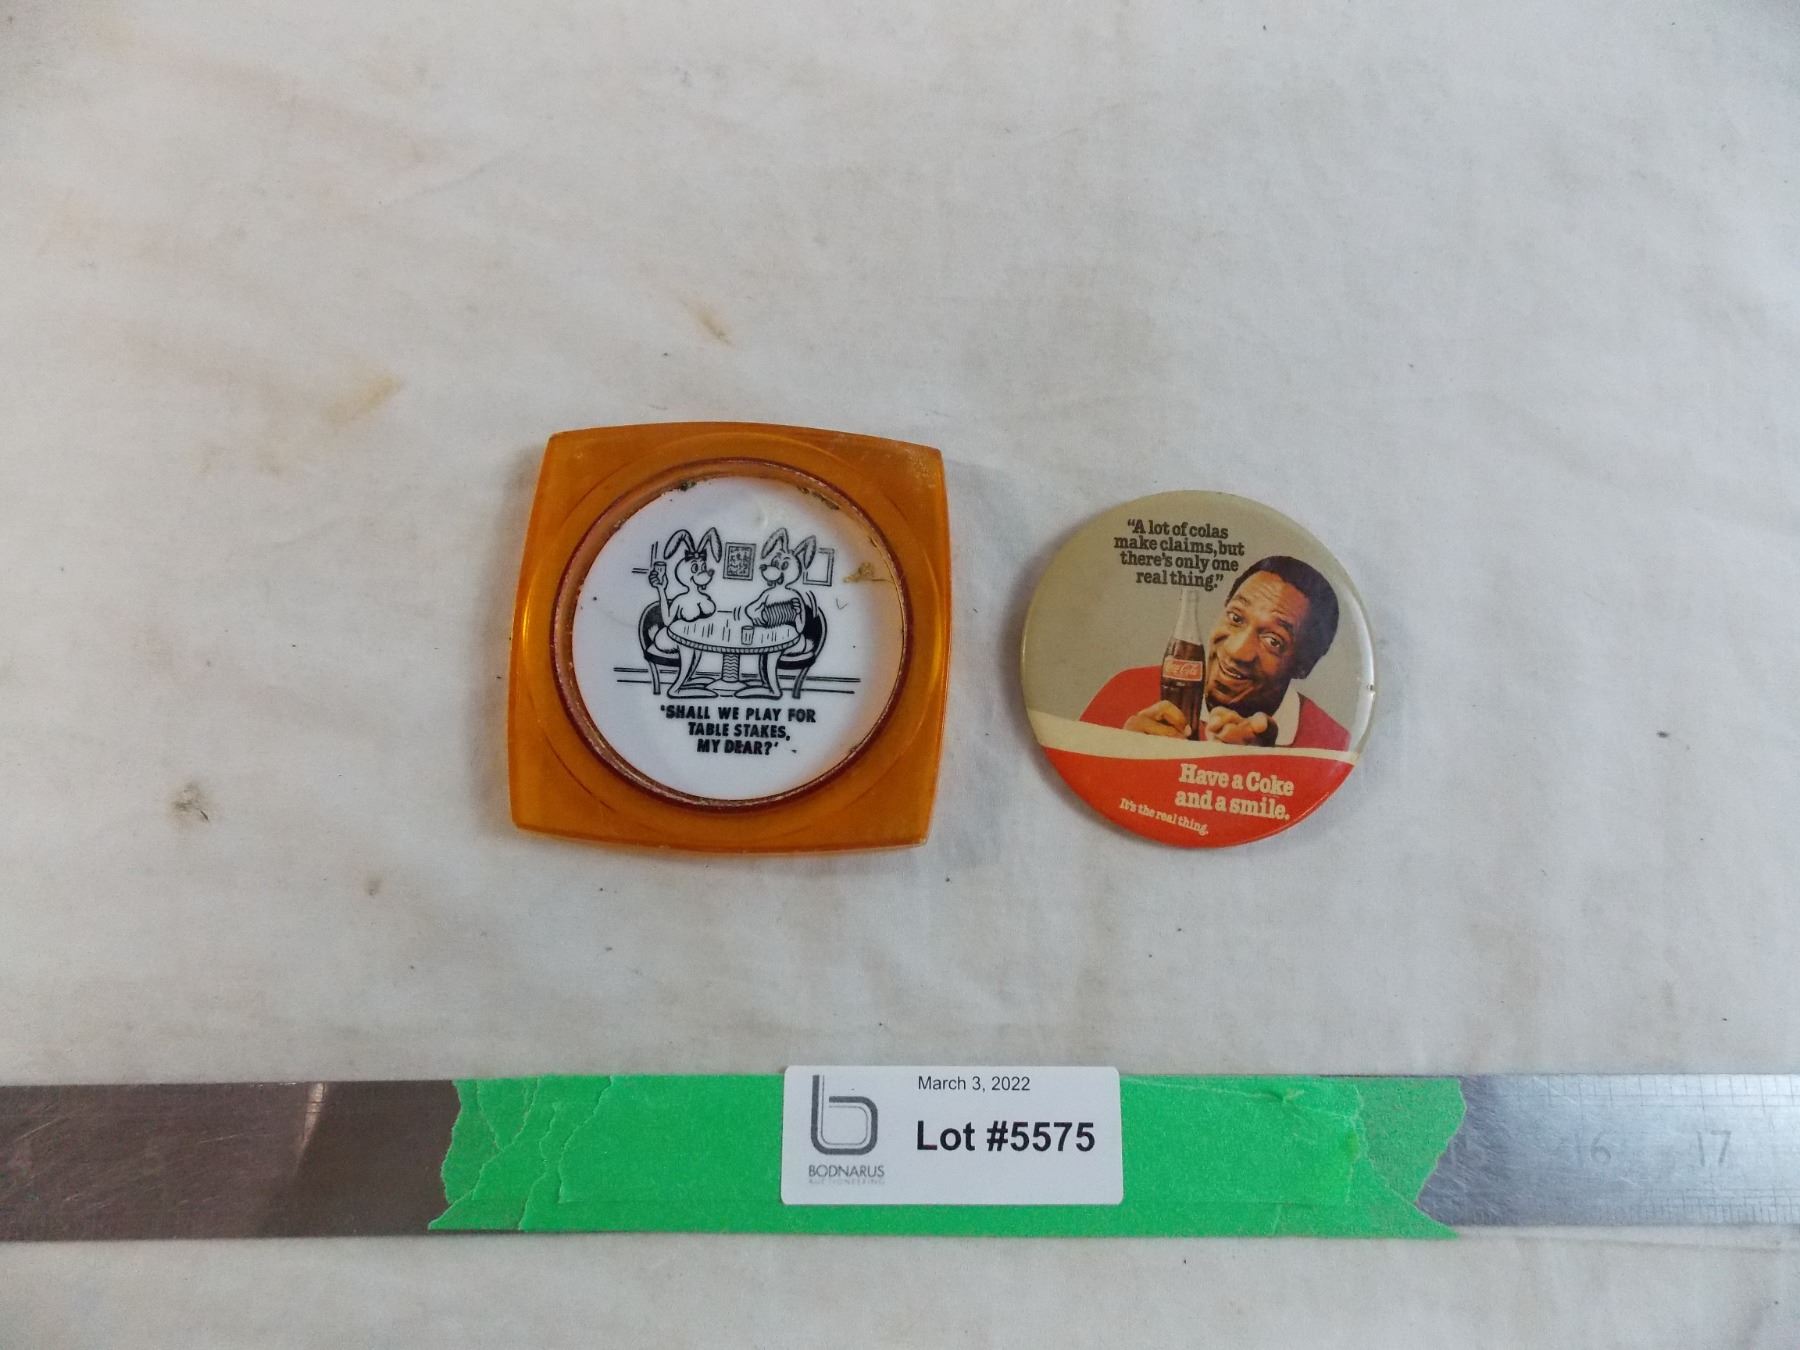 'SHALL WE PLAY FOR
TABLE STAKES,
MY DEAR?'
"A lot of colas
make claims, but
there's only one
real thing."
Coca-Cola
Have a Coke
and a smile.
It's the real thing.
March 3, 2022
Lot #5575
BODNARUS
AUCTIONEERING
16
17